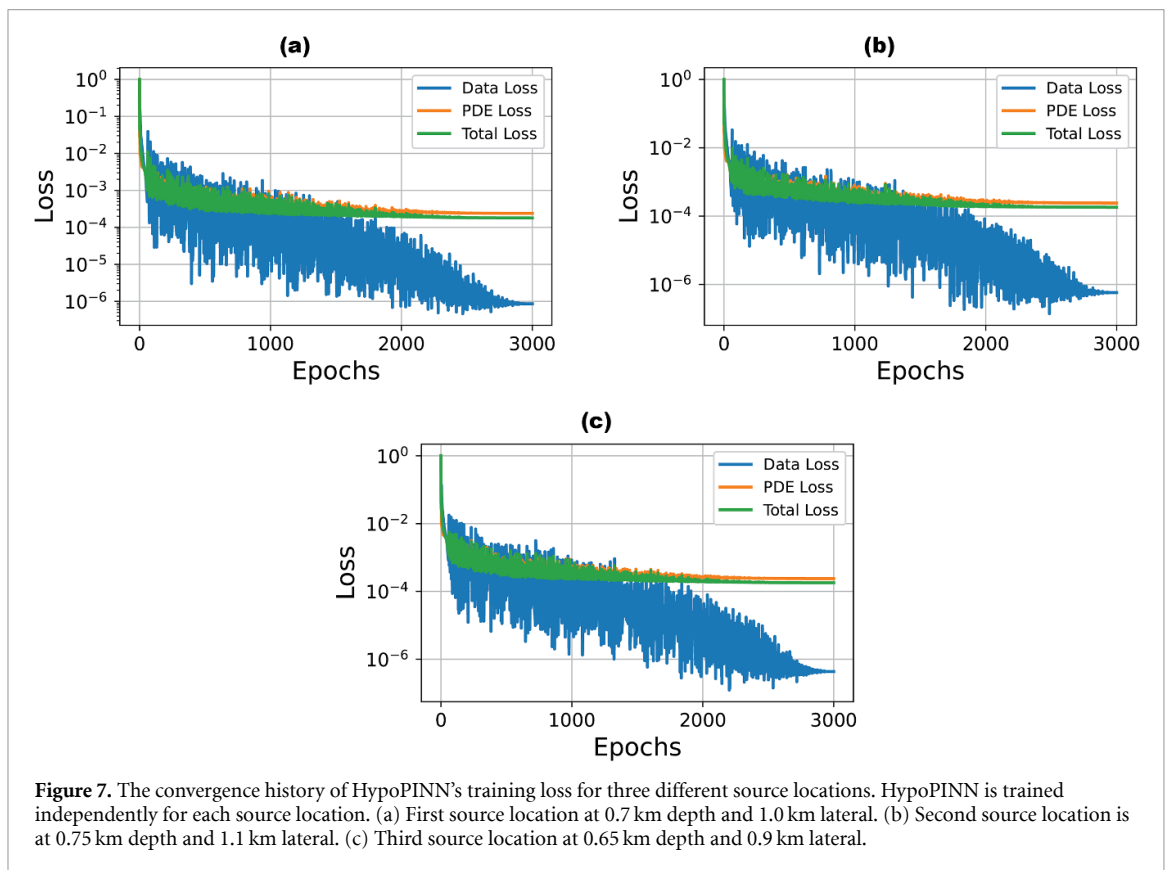 (a)
10⁰
10⁻¹
10⁻²
10⁻³
10⁻⁴
10⁻⁵
10⁻⁶
Loss
Data Loss
PDE Loss
Total Loss
0 1000 2000 3000
Epochs
(b)
10⁰
10⁻²
10⁻⁴
10⁻⁶
Loss
Data Loss
PDE Loss
Total Loss
0 1000 2000 3000
Epochs
(c)
10⁰
10⁻²
10⁻⁴
10⁻⁶
Loss
Data Loss
PDE Loss
Total Loss
0 1000 2000 3000
Epochs
Figure 7. The convergence history of HypoPINN's training loss for three different source locations. HypoPINN is trained
independently for each source location. (a) First source location at 0.7 km depth and 1.0 km lateral. (b) Second source location is
at 0.75 km depth and 1.1 km lateral. (c) Third source location at 0.65 km depth and 0.9 km lateral.